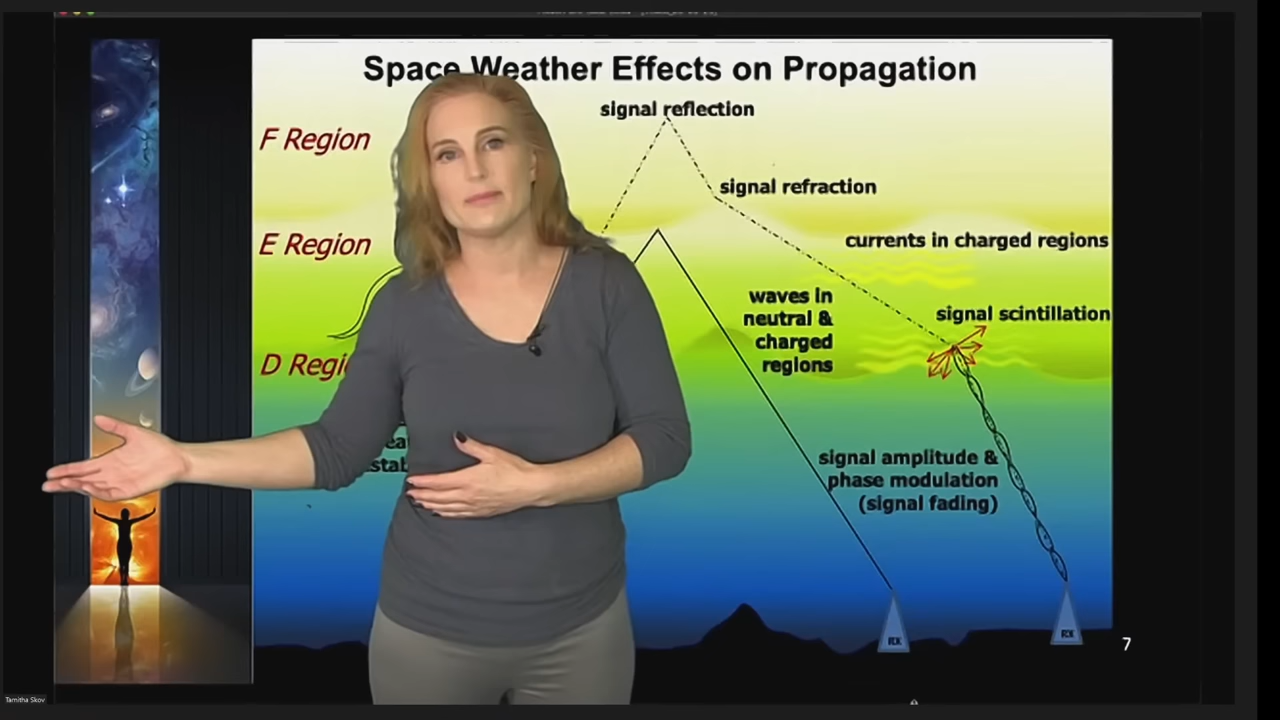 Space Weather Effects on Propagation
signal reflection
F Region
signal refraction
E Region
currents in charged regions
waves in
neutral &
charged
regions
signal scintillation
D Regi
signal amplitude &
phase modulation
(signal fading)
RX
RX
7
Tamitha Skov